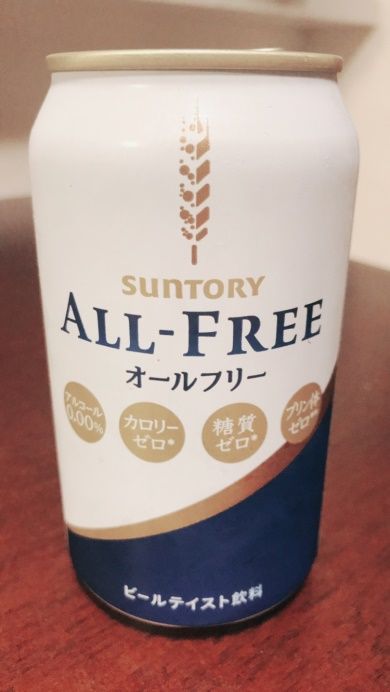 SUNTORY
ALL-FREE
オールフリー
アルコール
0.00%
カロリー
ゼロ*
糖質
ゼロ*
プリン体
ゼロ**
ビールテイスト飲料